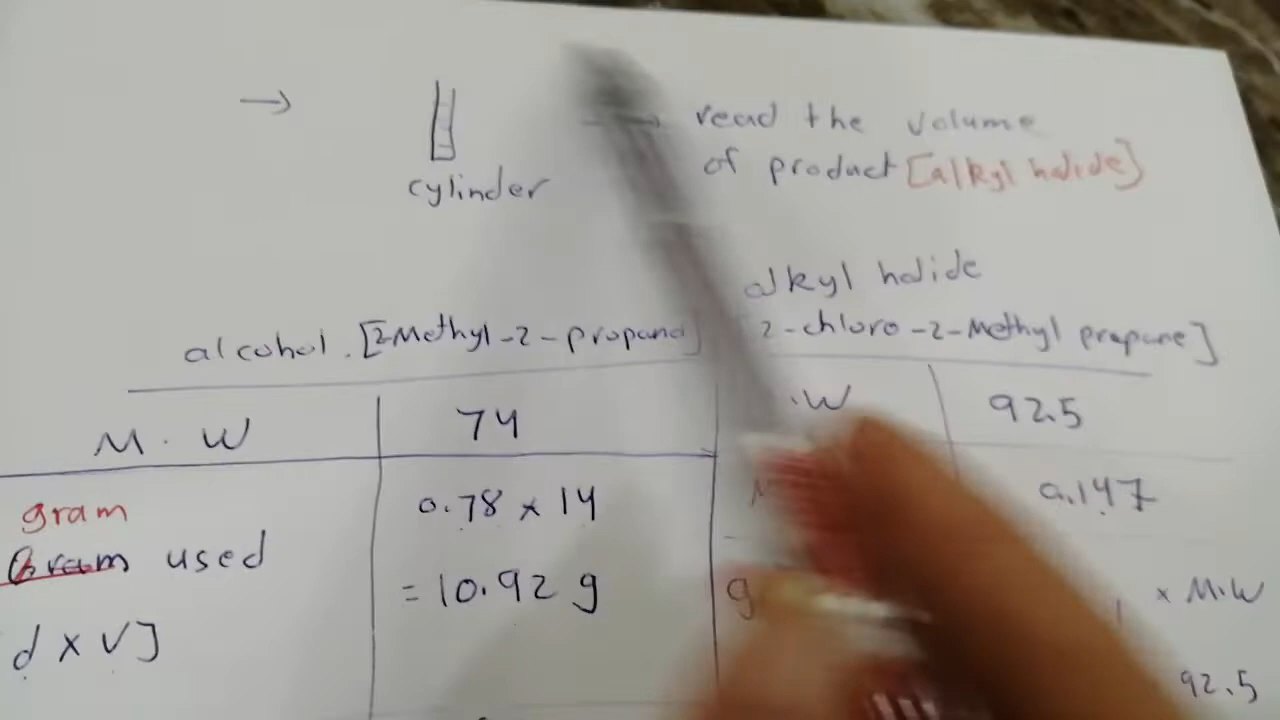 → cylinder → read the volume
of product [alkyl halide]
alkyl halide
alcohol. [2-Methyl-2-propanol] 2-chloro-2-Methyl propane]
M.W 74 .W 92.5
gram 0.78 x 14 0.147
Gram used = 10.92 g g x M.W
d x V] 92.5